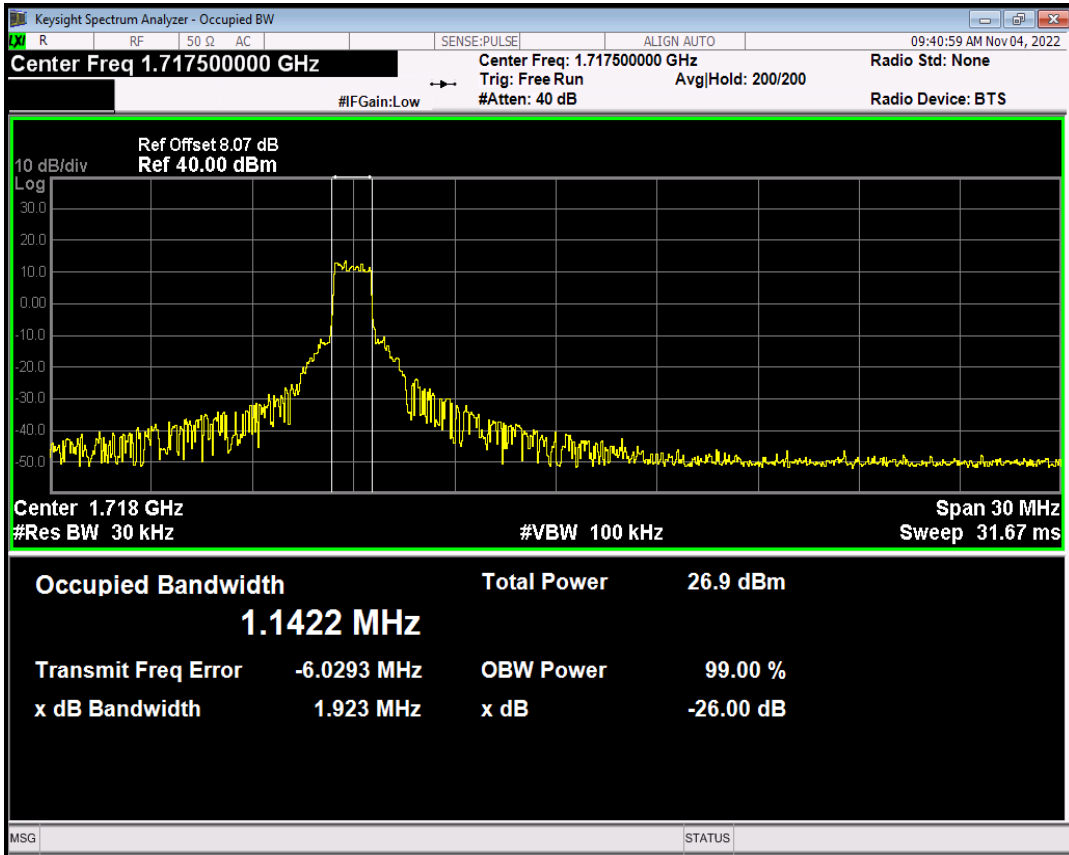 Keysight Spectrum Analyzer - Occupied BW
LXI R RF 50 Ω AC SENSE:PULSE ALIGN AUTO 09:40:59 AM Nov 04, 2022
Center Freq 1.717500000 GHz Center Freq: 1.717500000 GHz Radio Std: None
Trig: Free Run Avg|Hold: 200/200
#IFGain:Low #Atten: 40 dB Radio Device: BTS
Ref Offset 8.07 dB
10 dB/div Ref 40.00 dBm
Log
30.0
20.0
10.0
0.00
-10.0
-20.0
-30.0
-40.0
-50.0
Center 1.718 GHz Span 30 MHz
#Res BW 30 kHz #VBW 100 kHz Sweep 31.67 ms
Occupied Bandwidth Total Power 26.9 dBm
1.1422 MHz
Transmit Freq Error -6.0293 MHz OBW Power 99.00 %
x dB Bandwidth 1.923 MHz x dB -26.00 dB
MSG STATUS